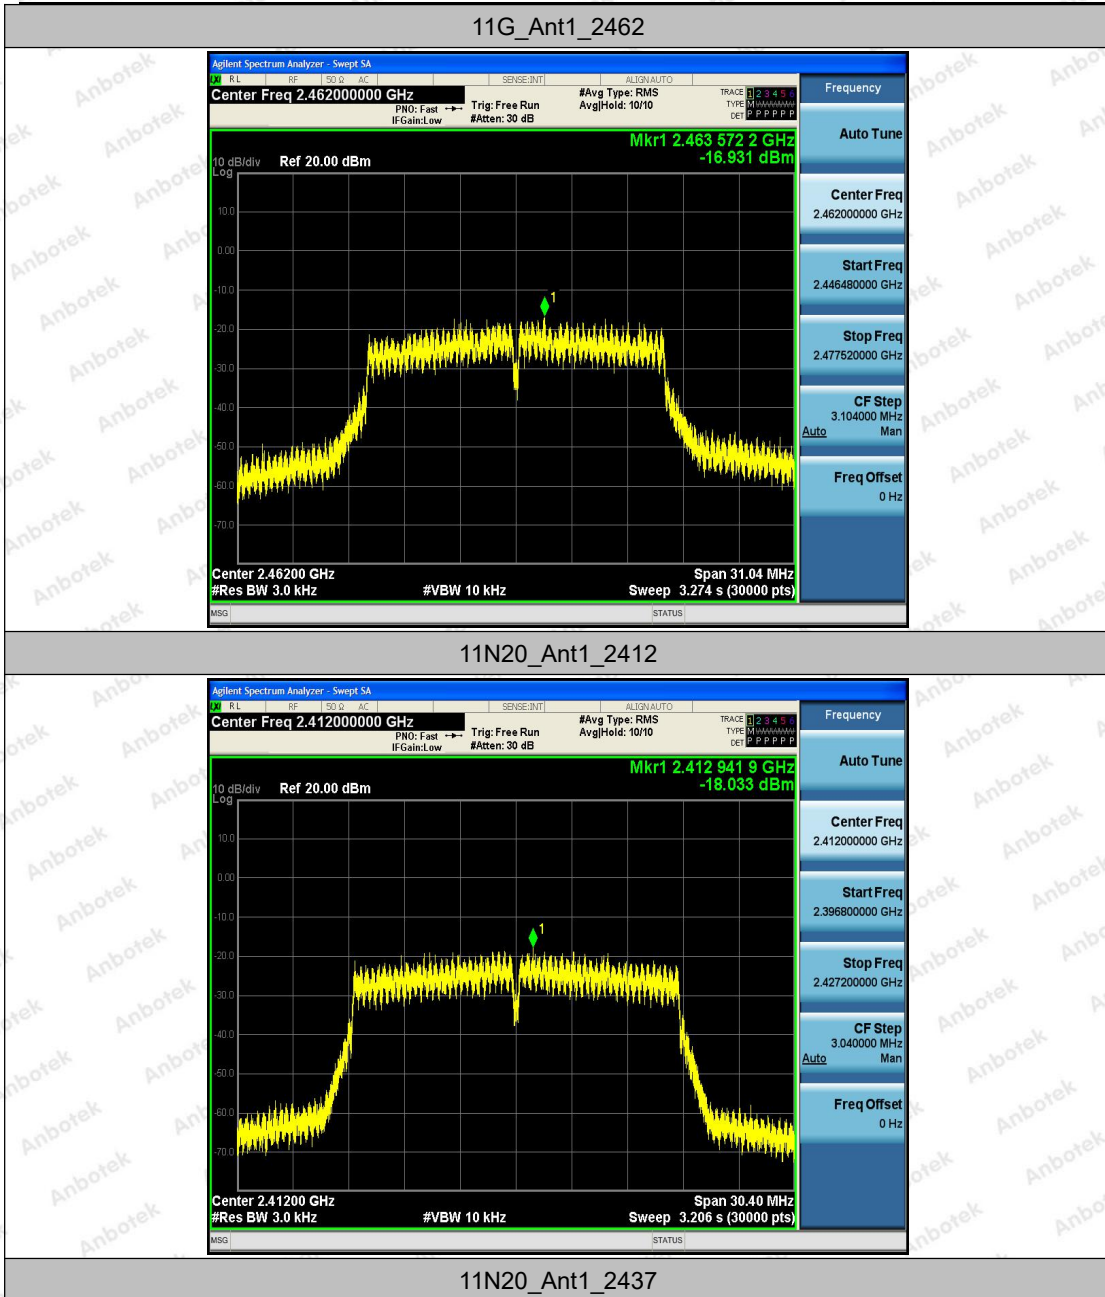 11G_Ant1_2462
Agilent Spectrum Analyzer - Swept SA
LXI RL RF 50 Ω AC SENSE:INT ALIGNAUTO
Center Freq 2.462000000 GHz
PNO: Fast
IFGain:Low
Trig: Free Run
#Atten: 30 dB
#Avg Type: RMS
Avg|Hold: 10/10
TRACE 1 2 3 4 5 6
TYPE M
DET P P P P P P
Mkr1 2.463 572 2 GHz
-16.931 dBm
10 dB/div Ref 20.00 dBm
Log
10.0
0.00
-10.0
-20.0
-30.0
-40.0
-50.0
-60.0
-70.0
1
Center 2.46200 GHz
Span 31.04 MHz
#Res BW 3.0 kHz
#VBW 10 kHz
Sweep 3.274 s (30000 pts)
MSG
STATUS
Frequency
Auto Tune
Center Freq
2.462000000 GHz
Start Freq
2.446480000 GHz
Stop Freq
2.477520000 GHz
CF Step
3.104000 MHz
Auto Man
Freq Offset
0 Hz
11N20_Ant1_2412
Agilent Spectrum Analyzer - Swept SA
LXI RL RF 50 Ω AC SENSE:INT ALIGNAUTO
Center Freq 2.412000000 GHz
PNO: Fast
IFGain:Low
Trig: Free Run
#Atten: 30 dB
#Avg Type: RMS
Avg|Hold: 10/10
TRACE 1 2 3 4 5 6
TYPE M
DET P P P P P P
Mkr1 2.412 941 9 GHz
-18.033 dBm
10 dB/div Ref 20.00 dBm
Log
10.0
0.00
-10.0
-20.0
-30.0
-40.0
-50.0
-60.0
-70.0
1
Center 2.41200 GHz
Span 30.40 MHz
#Res BW 3.0 kHz
#VBW 10 kHz
Sweep 3.206 s (30000 pts)
MSG
STATUS
Frequency
Auto Tune
Center Freq
2.412000000 GHz
Start Freq
2.396800000 GHz
Stop Freq
2.427200000 GHz
CF Step
3.040000 MHz
Auto Man
Freq Offset
0 Hz
11N20_Ant1_2437